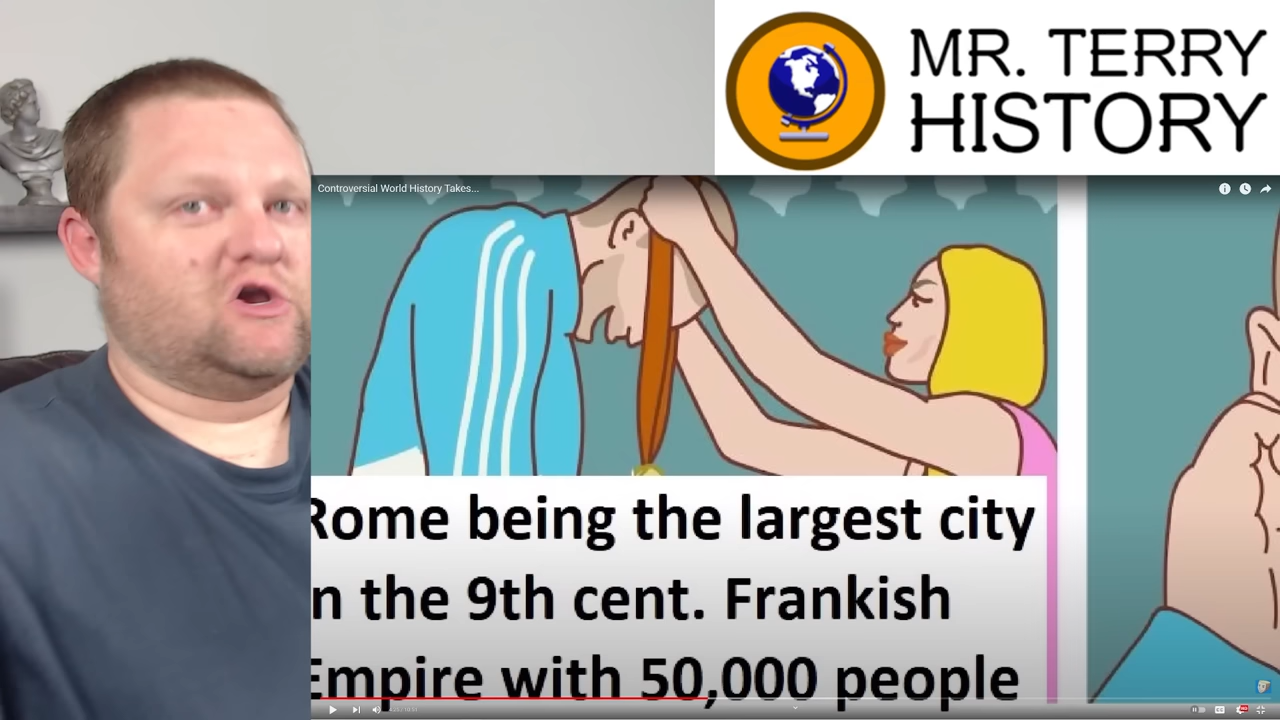 MR. TERRY
HISTORY
Controversial World History Takes...
Rome being the largest city
in the 9th cent. Frankish
Empire with 50,000 people